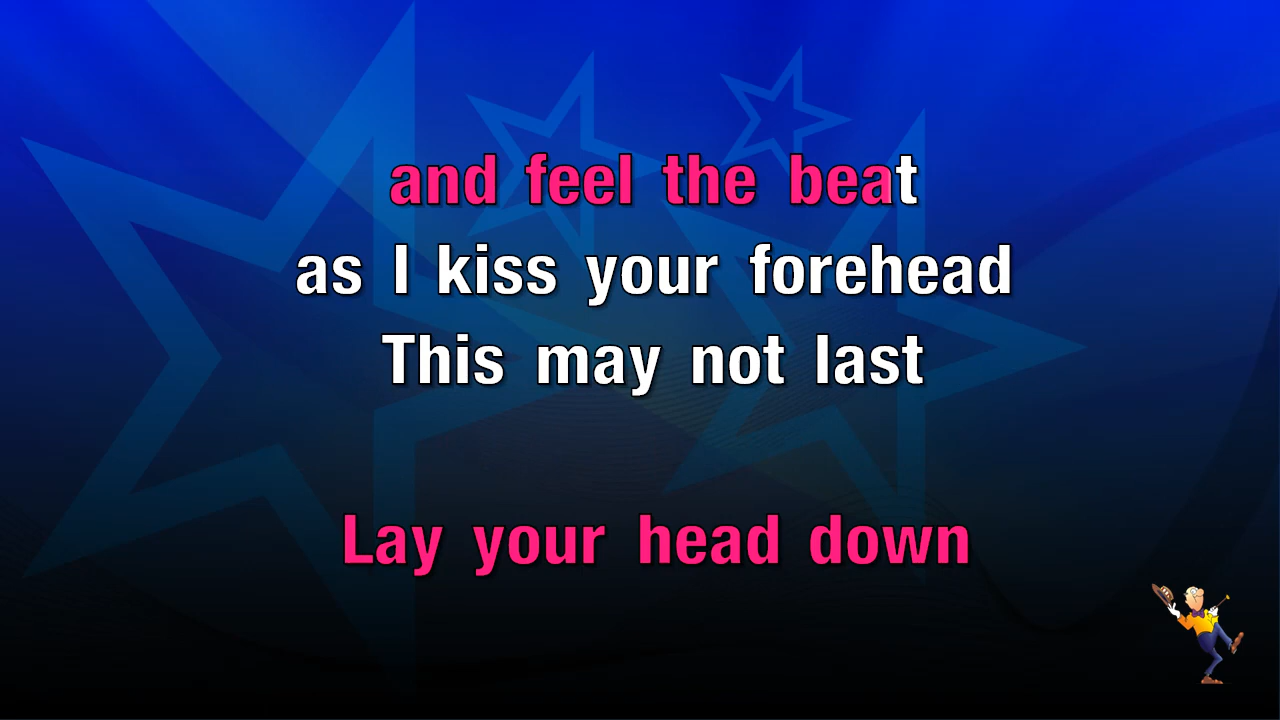 and feel the beat
as I kiss your forehead
This may not last
Lay your head down